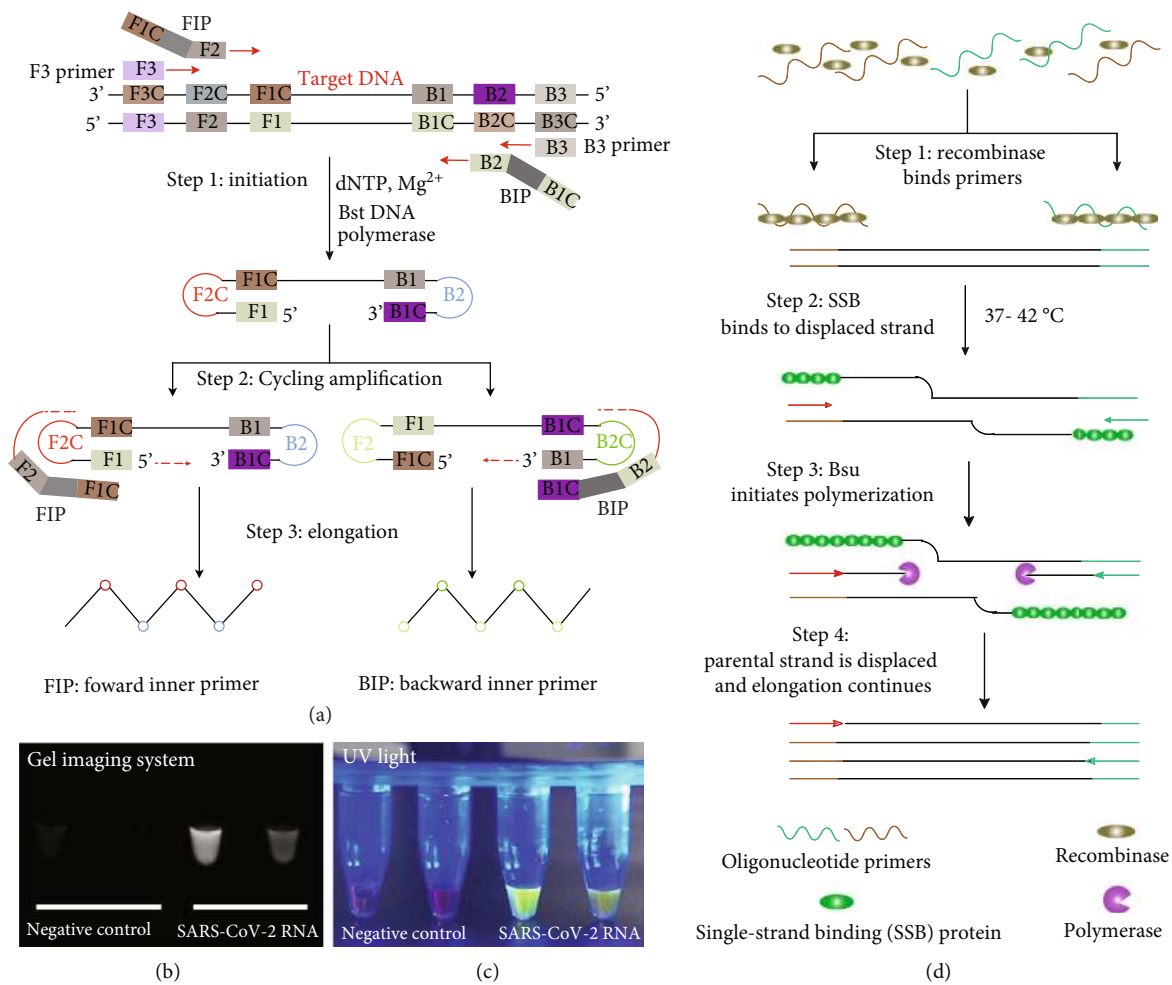 F1C
FIP
F2
F3 primer
F3
Target DNA
3’ F3C F2C F1C B1 B2 B3 5’
5’ F3 F2 F1 B1C B2C B3C 3’
B3 B3 primer
B2
BIP
B1C
Step 1: initiation
dNTP, Mg2+
Bst DNA
polymerase
F1C B1
F2C B2
F1 5’ 3’ B1C
Step 2: Cycling amplification
F1C B1
F2C B2
F1 5’ 3’ B1C
F2
F1C
FIP
F1 B1C
F2 B2C
F1C 5’ 3’ B1
B2
B1C
BIP
Step 3: elongation
FIP: foward inner primer
BIP: backward inner primer
(a)
Gel imaging system
Negative control SARS-CoV-2 RNA
(b)
UV light
Negative control SARS-CoV-2 RNA
(c)
Step 1: recombinase
binds primers
Step 2: SSB
binds to displaced strand
37- 42 °C
Step 3: Bsu
initiates polymerization
Step 4:
parental strand is displaced
and elongation continues
Oligonucleotide primers
Recombinase
Single-strand binding (SSB) protein
Polymerase
(d)